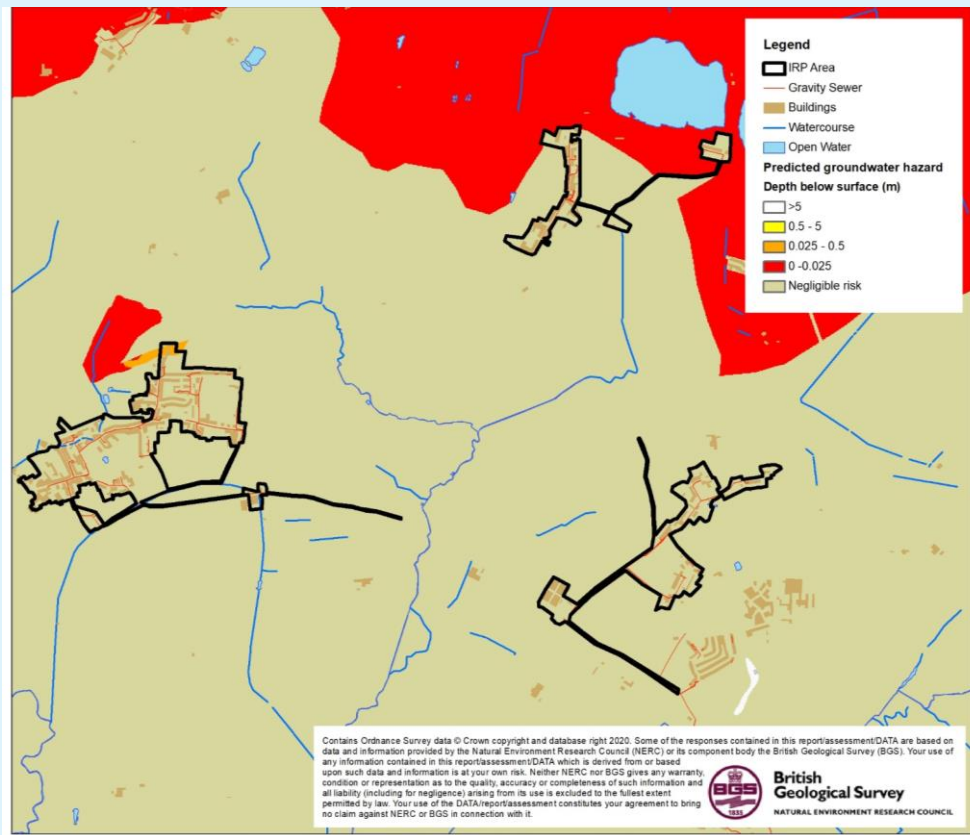 Legend
IRP Area
Gravity Sewer
Buildings
Watercourse
Open Water
Predicted groundwater hazard
Depth below surface (m)
>5
0.5 - 5
0.025 - 0.5
0 -0.025
Negligible risk
Contains Ordnance Survey data © Crown copyright and database right 2020. Some of the responses contained in this report/assessment/DATA are based on
data and information provided by the Natural Environment Research Council (NERC) or its component body the British Geological Survey (BGS). Your use of
any information contained in this report/assessment/DATA which is derived from or based
upon such data and information is at your own risk. Neither NERC nor BGS gives any warranty,
condition or representation as to the quality, accuracy or completeness of such information and
all liability (including for negligence) arising from its use is excluded to the fullest extent
permitted by law. Your use of the DATA/report/assessment constitutes your agreement to bring
no claim against NERC or BGS in connection with it.
BGS
1835
British
Geological Survey
NATURAL ENVIRONMENT RESEARCH COUNCIL